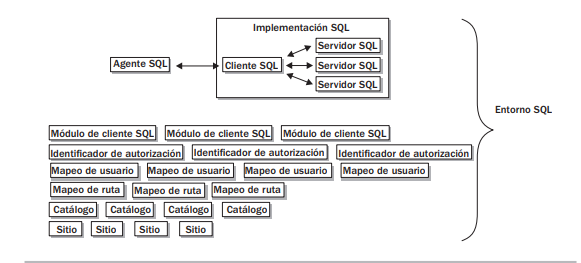 Implementación SQL
Servidor SQL
Agente SQL Cliente SQL Servidor SQL
Servidor SQL
Entorno SQL
Módulo de cliente SQL Módulo de cliente SQL Módulo de cliente SQL
Identificador de autorización Identificador de autorización Identificador de autorización
Mapeo de usuario Mapeo de usuario Mapeo de usuario Mapeo de usuario
Mapeo de ruta Mapeo de ruta Mapeo de ruta
Catálogo Catálogo Catálogo Catálogo
Sitio Sitio Sitio Sitio